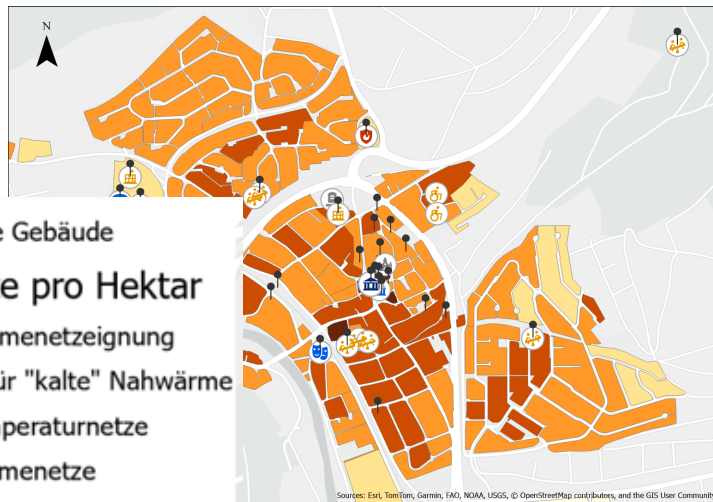 N
e Gebäude
e pro Hektar
menetzeignung
ür "kalte" Nahwärme
nperaturnetze
menetze
Sources: Esri, TomTom, Garmin, FAO, NOAA, USGS, © OpenStreetMap contributors, and the GIS User Community